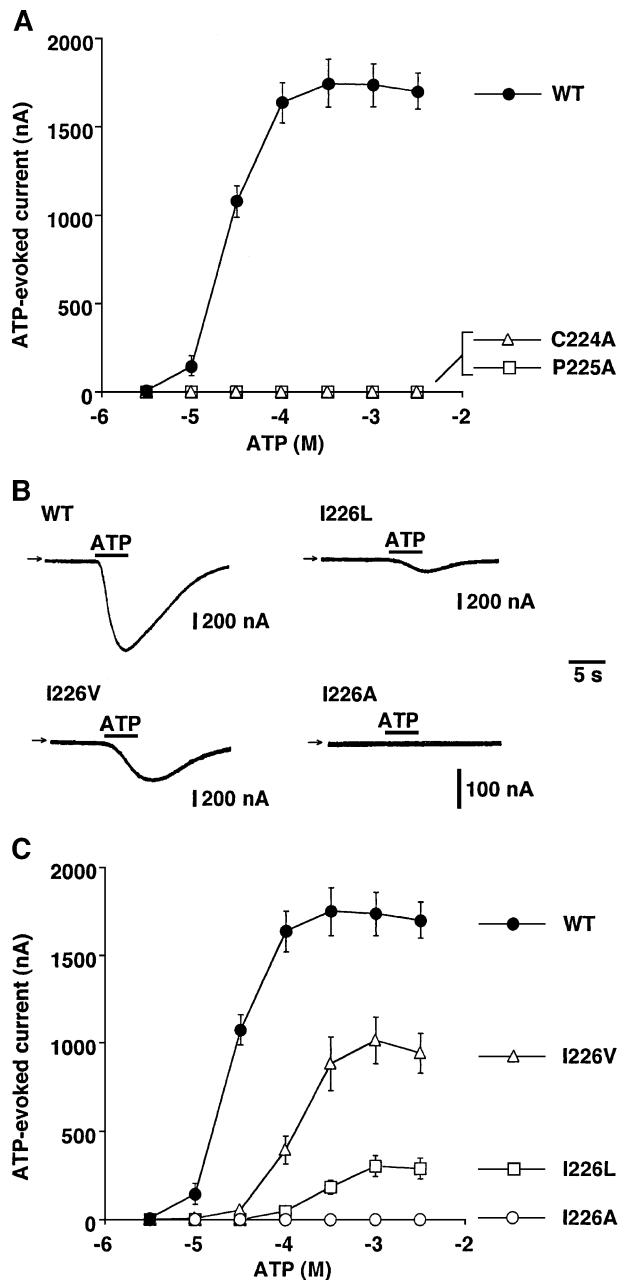 A
ATP-evoked current (nA)
2000
1500
1000
500
0
-6 -5 -4 -3 -2
ATP (M)
WT
C224A
P225A
B
WT
ATP
→
200 nA
I226L
ATP
→
200 nA
5 s
I226V
ATP
→
200 nA
I226A
ATP
→
100 nA
C
ATP-evoked current (nA)
2000
1500
1000
500
0
-6 -5 -4 -3 -2
ATP (M)
WT
I226V
I226L
I226A